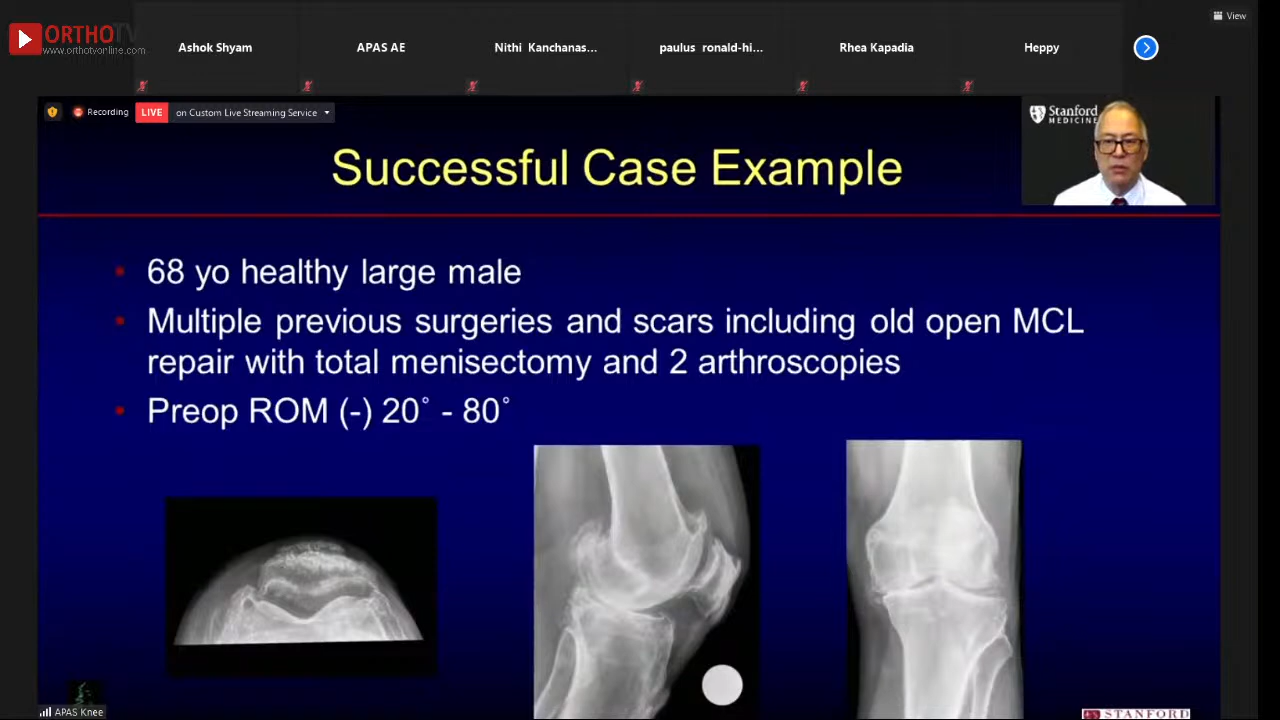 ORTHOTV
www.orthotvonline.com
Ashok Shyam
APAS AE
Nithi Kanchanas...
paulus ronald-hi...
Rhea Kapadia
Heppy
View
Recording
LIVE
on Custom Live Streaming Service
Stanford
MEDICINE
Successful Case Example
• 68 yo healthy large male
• Multiple previous surgeries and scars including old open MCL
repair with total menisectomy and 2 arthroscopies
• Preop ROM (-) 20˚ - 80˚
APAS Knee
STANFORD